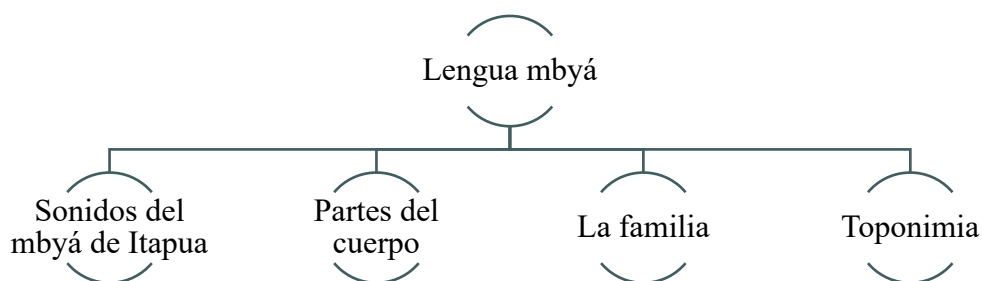 Lengua mbyá
Sonidos del
mbyá de Itapua
Partes del
cuerpo
La familia
Toponimia